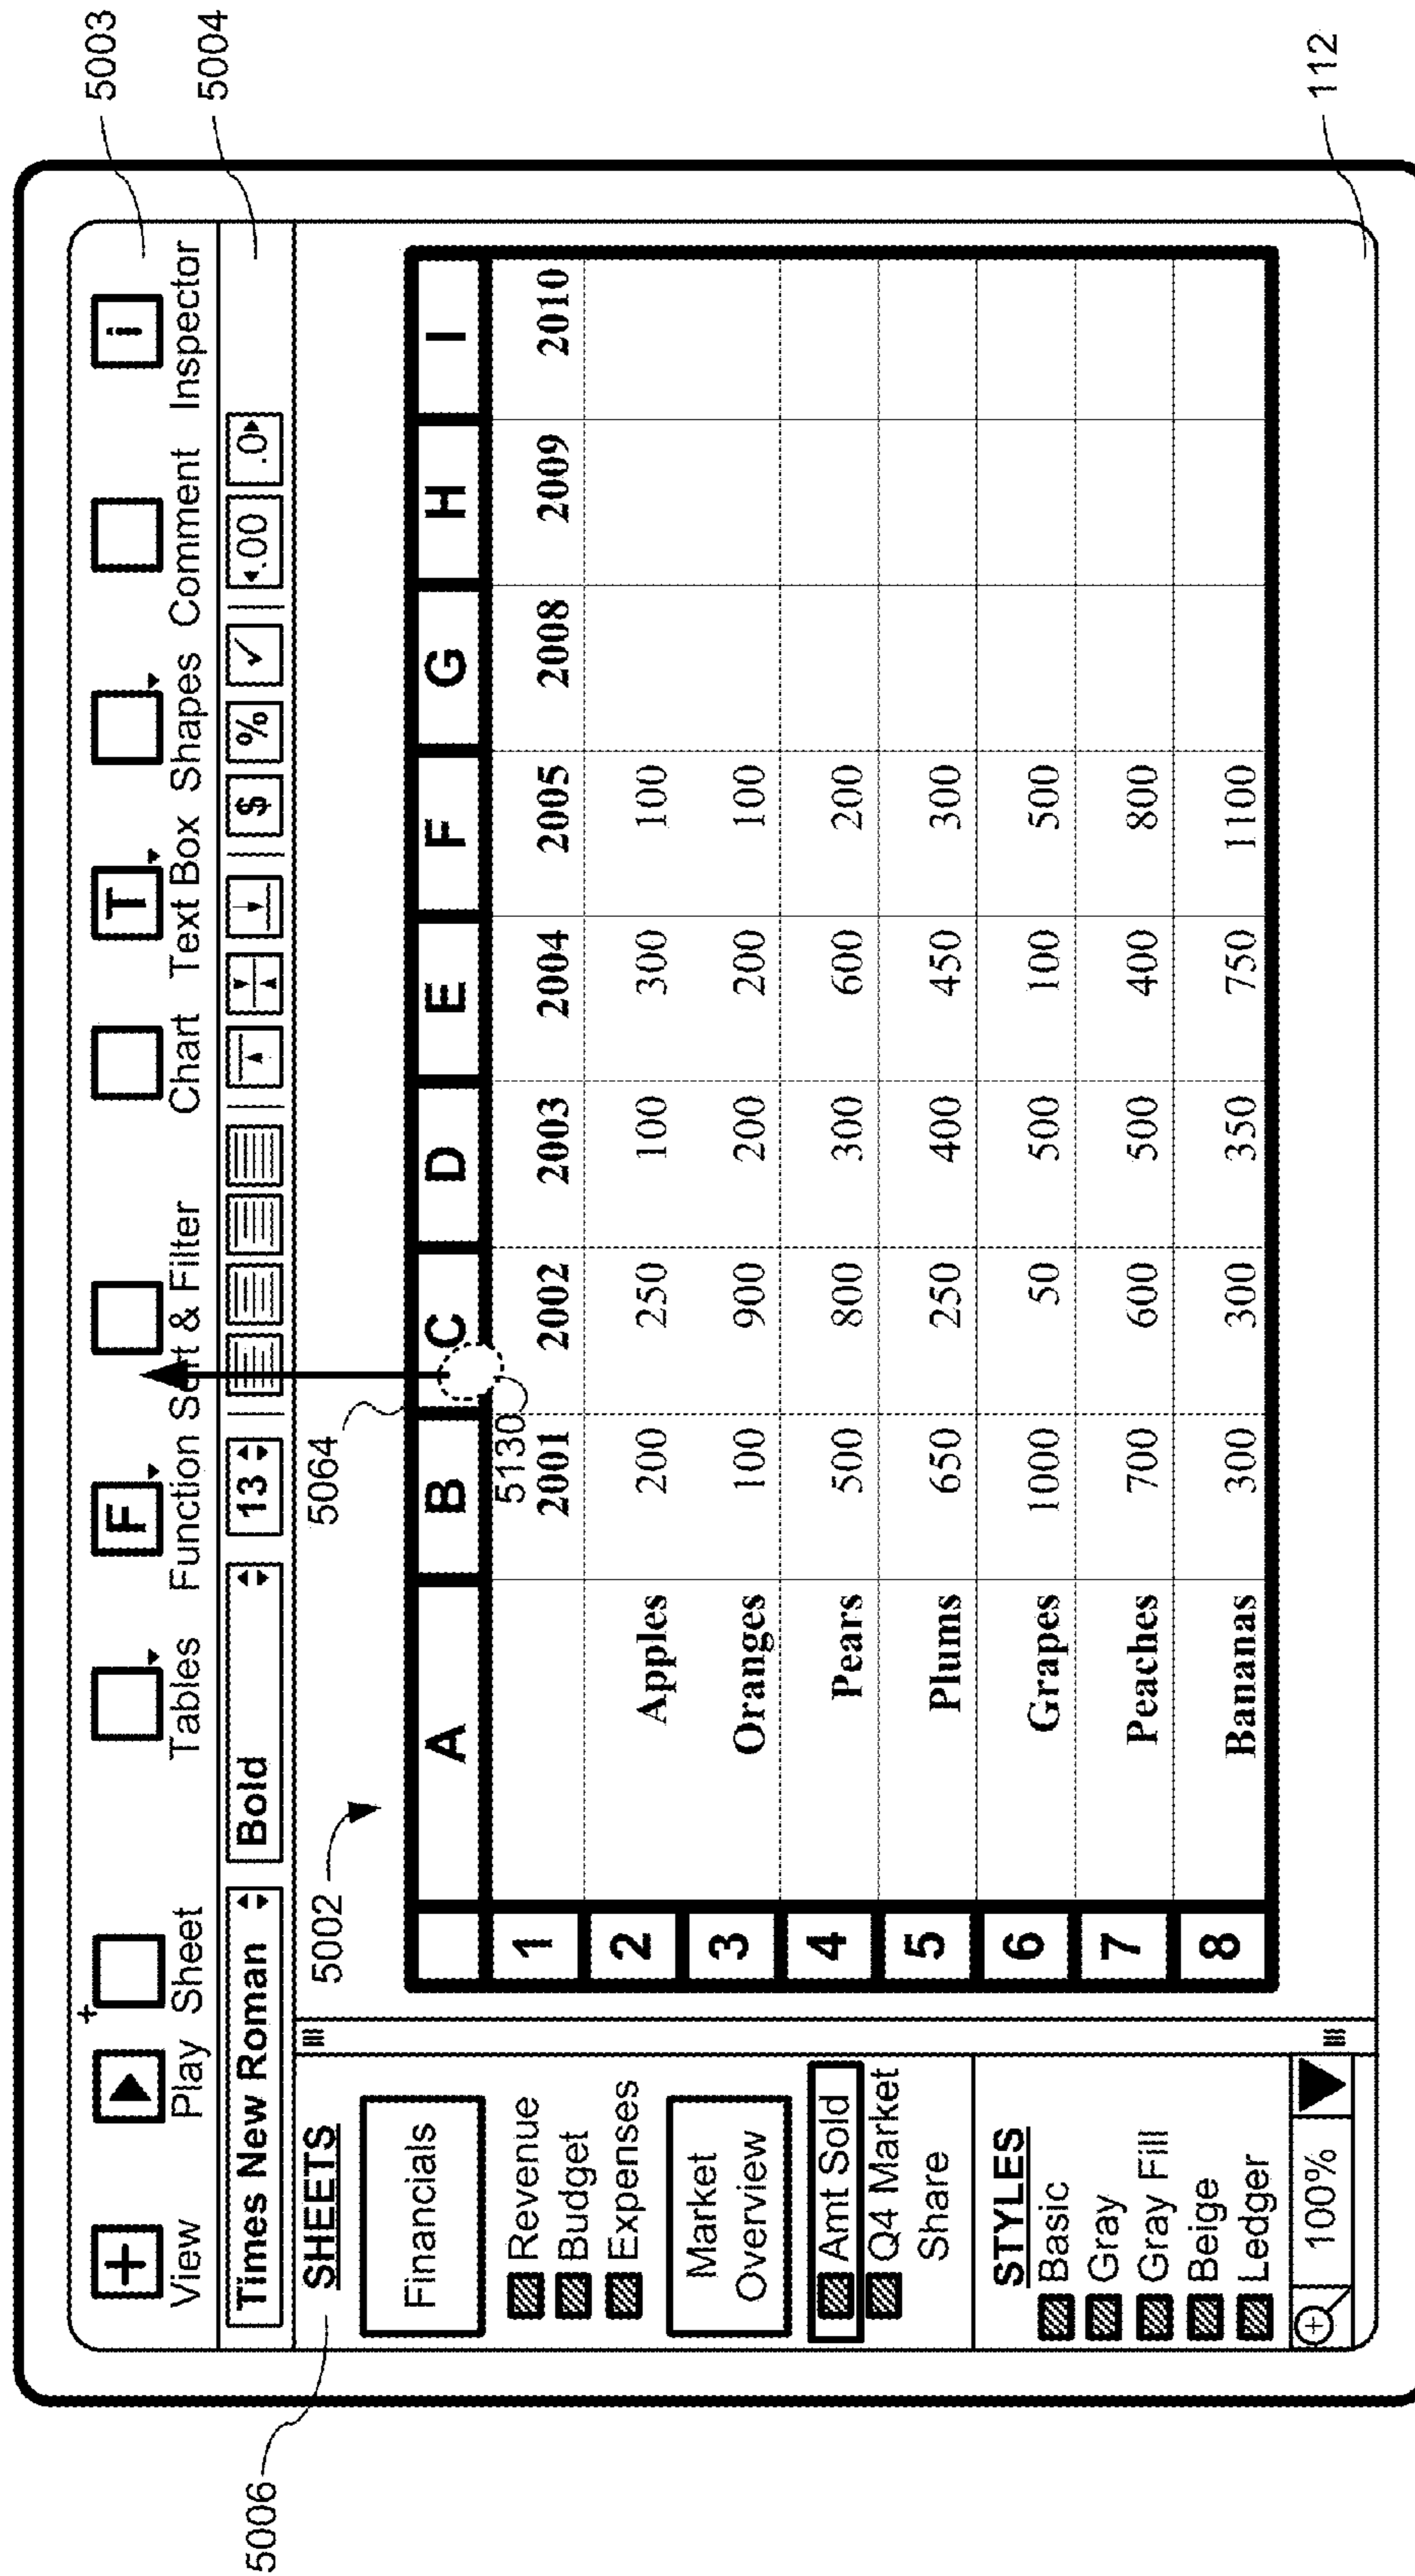 5003
5004
View Play Sheet Tables Function Sort & Filter Chart Text Box Shapes Comment Inspector
+ F T i
Times New Roman Bold 13 $ % ✓ .00 .0
5006
SHEETS
Financials
Revenue
Budget
Expenses
Market
Overview
Amt Sold
Q4 Market
Share
STYLES
Basic
Gray
Gray Fill
Beige
Ledger
100%
5002
5064
5130
A B C D E F G H I
1 2001 2002 2003 2004 2005 2008 2009 2010
2 Apples 200 250 100 300 100
3 Oranges 100 900 200 200 100
4 Pears 500 800 300 600 200
5 Plums 650 250 400 450 300
6 Grapes 1000 50 500 100 500
7 Peaches 700 600 500 400 800
8 Bananas 300 300 350 750 1100
112